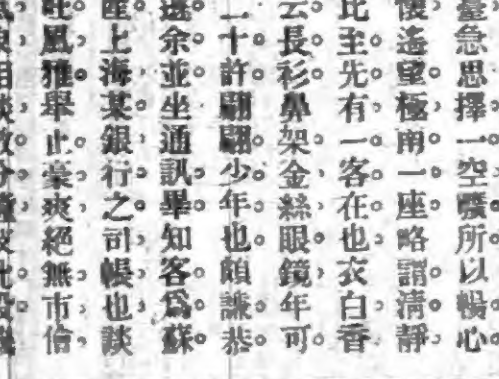 臺急思擇一空曠所以暢心
懷遙望極南一座略謂清靜
比至先有一客在也衣白香
云長衫鼻架金絲眼鏡年可
二十許翩翩少年也頗謙恭
余並坐通訊畢知客爲蘇
上海某銀行之司帳也談
吐風雅舉止豪爽絕無市儈